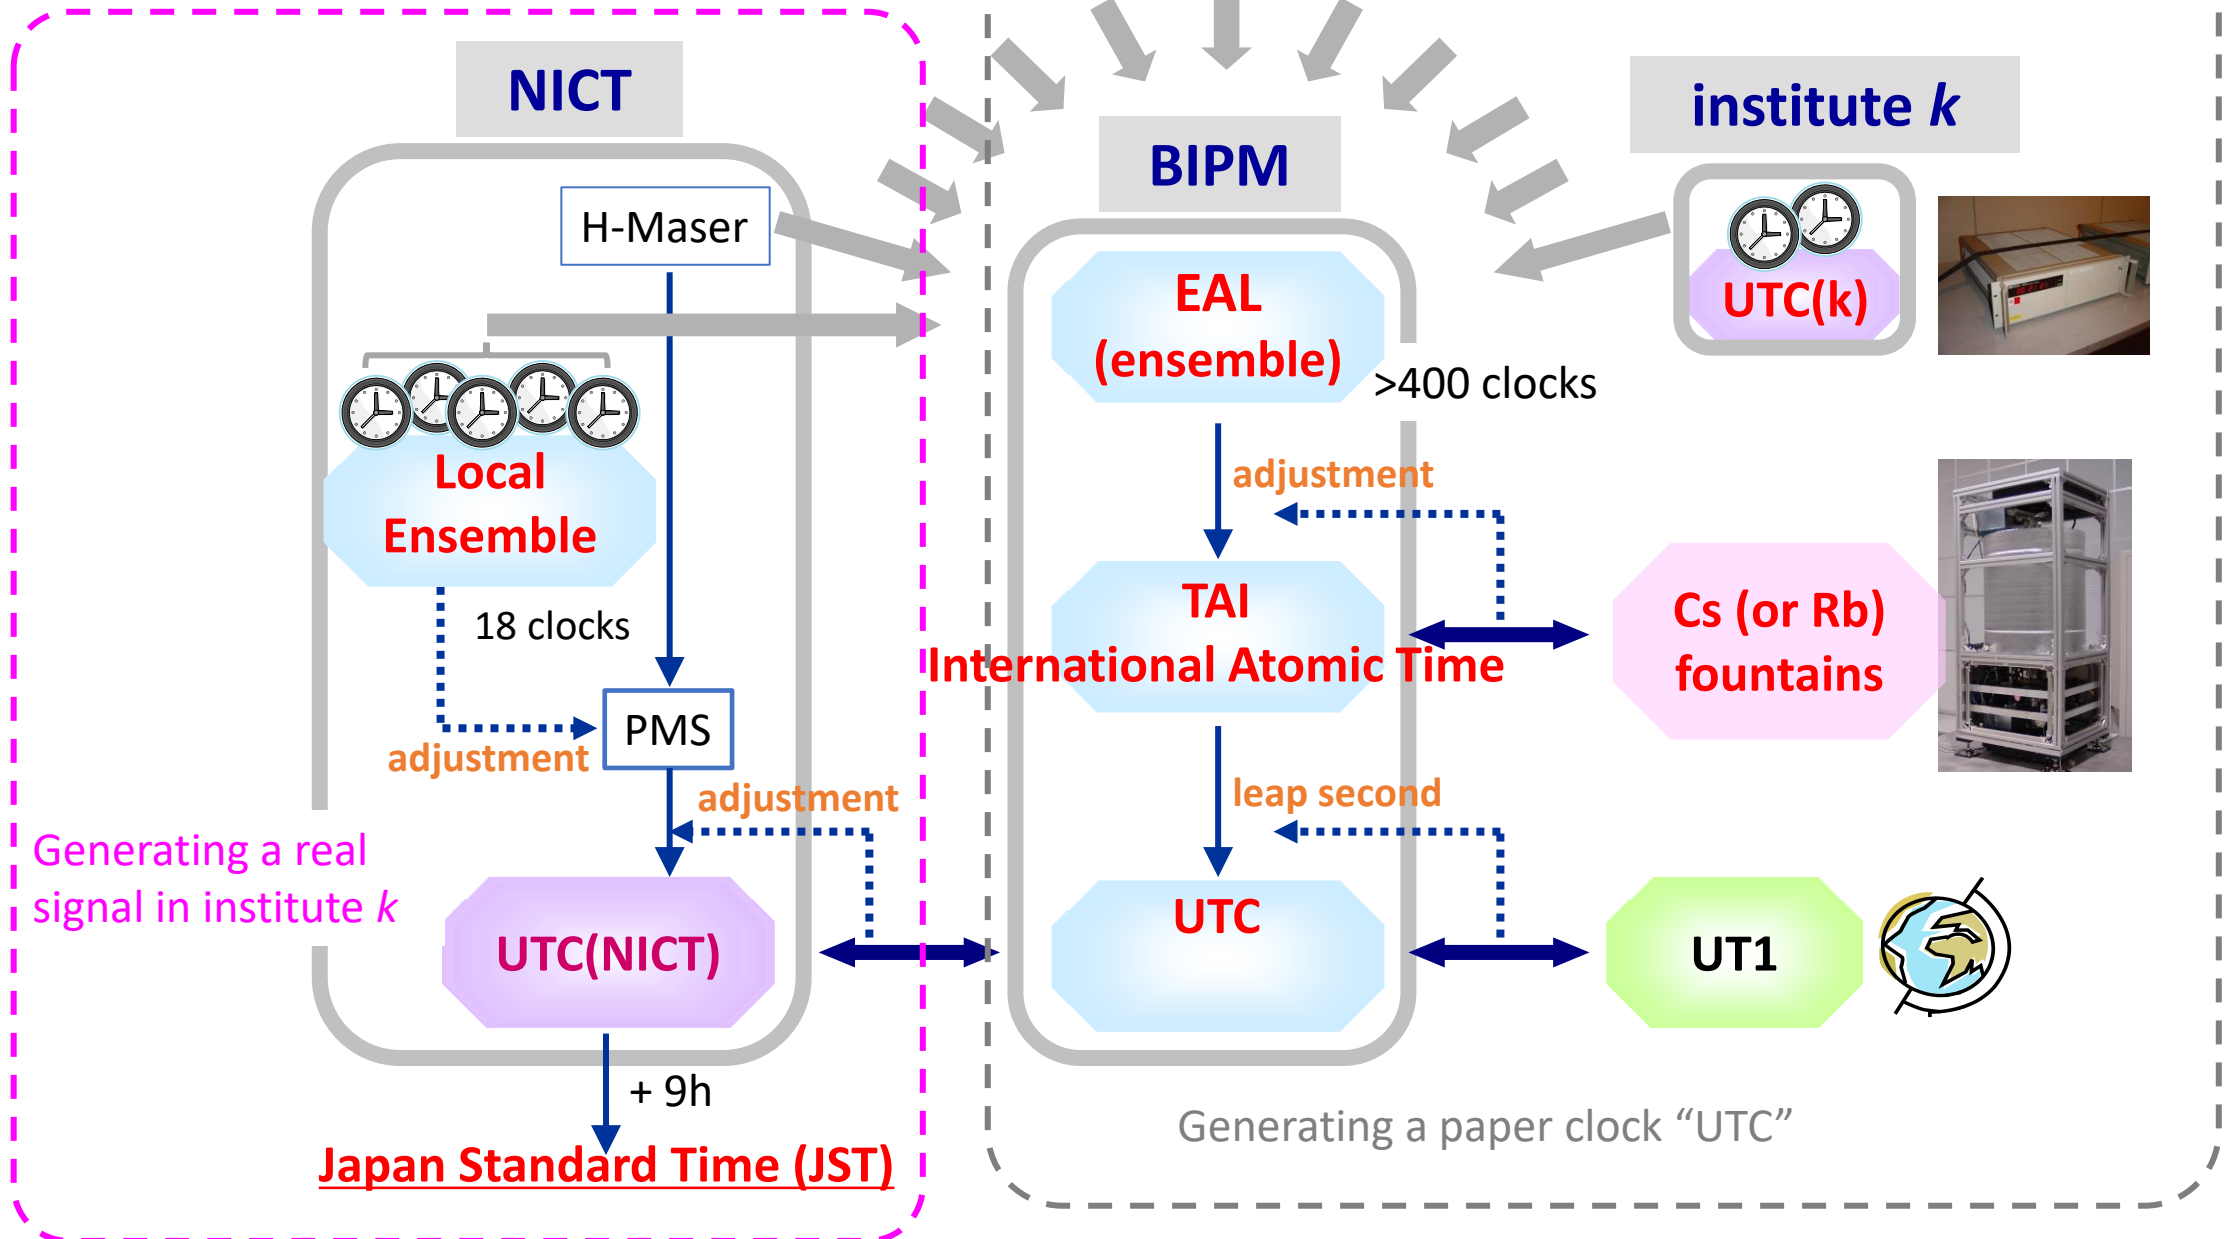 NICT
H-Maser
Local
Ensemble
18 clocks
PMS
adjustment
adjustment
Generating a real
signal in institute k
UTC(NICT)
+ 9h
Japan Standard Time (JST)
BIPM
EAL
(ensemble)
>400 clocks
adjustment
TAI
International Atomic Time
leap second
UTC
institute k
UTC(k)
Cs (or Rb)
fountains
UT1
Generating a paper clock “UTC”